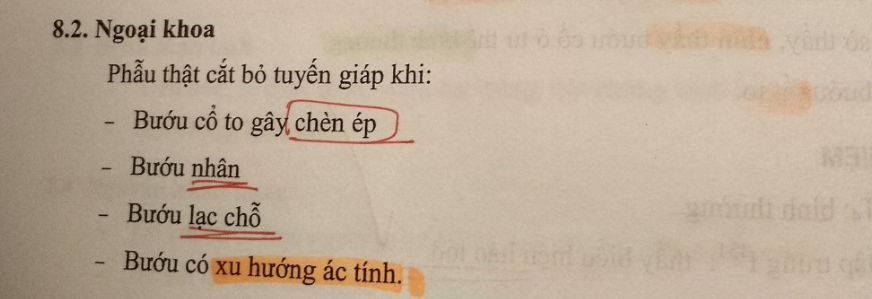 8.2. Ngoại khoa
Phẫu thật cắt bỏ tuyến giáp khi:
- Bướu cổ to gây chèn ép
- Bướu nhân
- Bướu lạc chỗ
- Bướu có xu hướng ác tính.